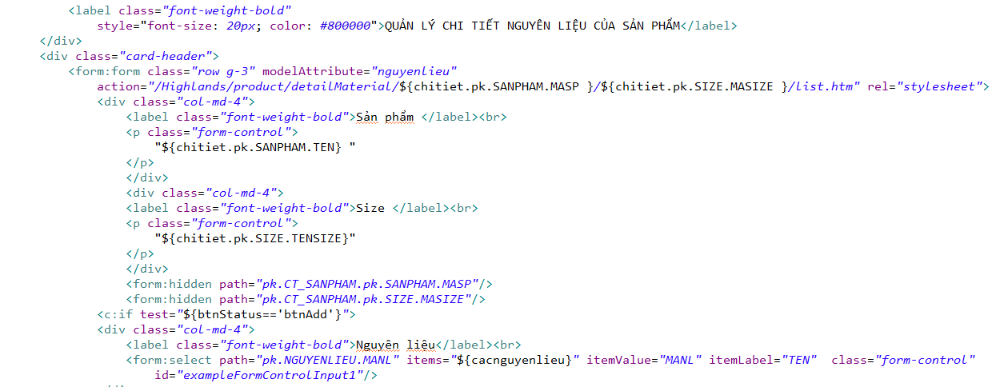 <label class="font-weight-bold"
style="font-size: 20px; color: #800000">QUẢN LÝ CHI TIẾT NGUYÊN LIỆU CỦA SẢN PHẨM</label>
</div>
<div class="card-header">
<form:form class="row g-3" modelAttribute="nguyenlieu"
action="/Highlands/product/detailMaterial/${chitiet.pk.SANPHAM.MASP }/${chitiet.pk.SIZE.MASIZE }/list.htm" rel="stylesheet">
<div class="col-md-4">
<label class="font-weight-bold">Sản phẩm </label><br>
<p class="form-control">
"${chitiet.pk.SANPHAM.TEN} "
</p>
</div>
<div class="col-md-4">
<label class="font-weight-bold">Size </label><br>
<p class="form-control">
"${chitiet.pk.SIZE.TENSIZE}"
</p>
</div>
<form:hidden path="pk.CT_SANPHAM.pk.SANPHAM.MASP"/>
<form:hidden path="pk.CT_SANPHAM.pk.SIZE.MASIZE"/>
<c:if test="${btnStatus=='btnAdd'}">
<div class="col-md-4">
<label class="font-weight-bold">Nguyên liệu</label><br>
<form:select path="pk.NGUYENLIEU.MANL" items="${cacnguyenlieu}" itemValue="MANL" itemLabel="TEN"  class="form-control"
id="exampleFormControlInput1"/>